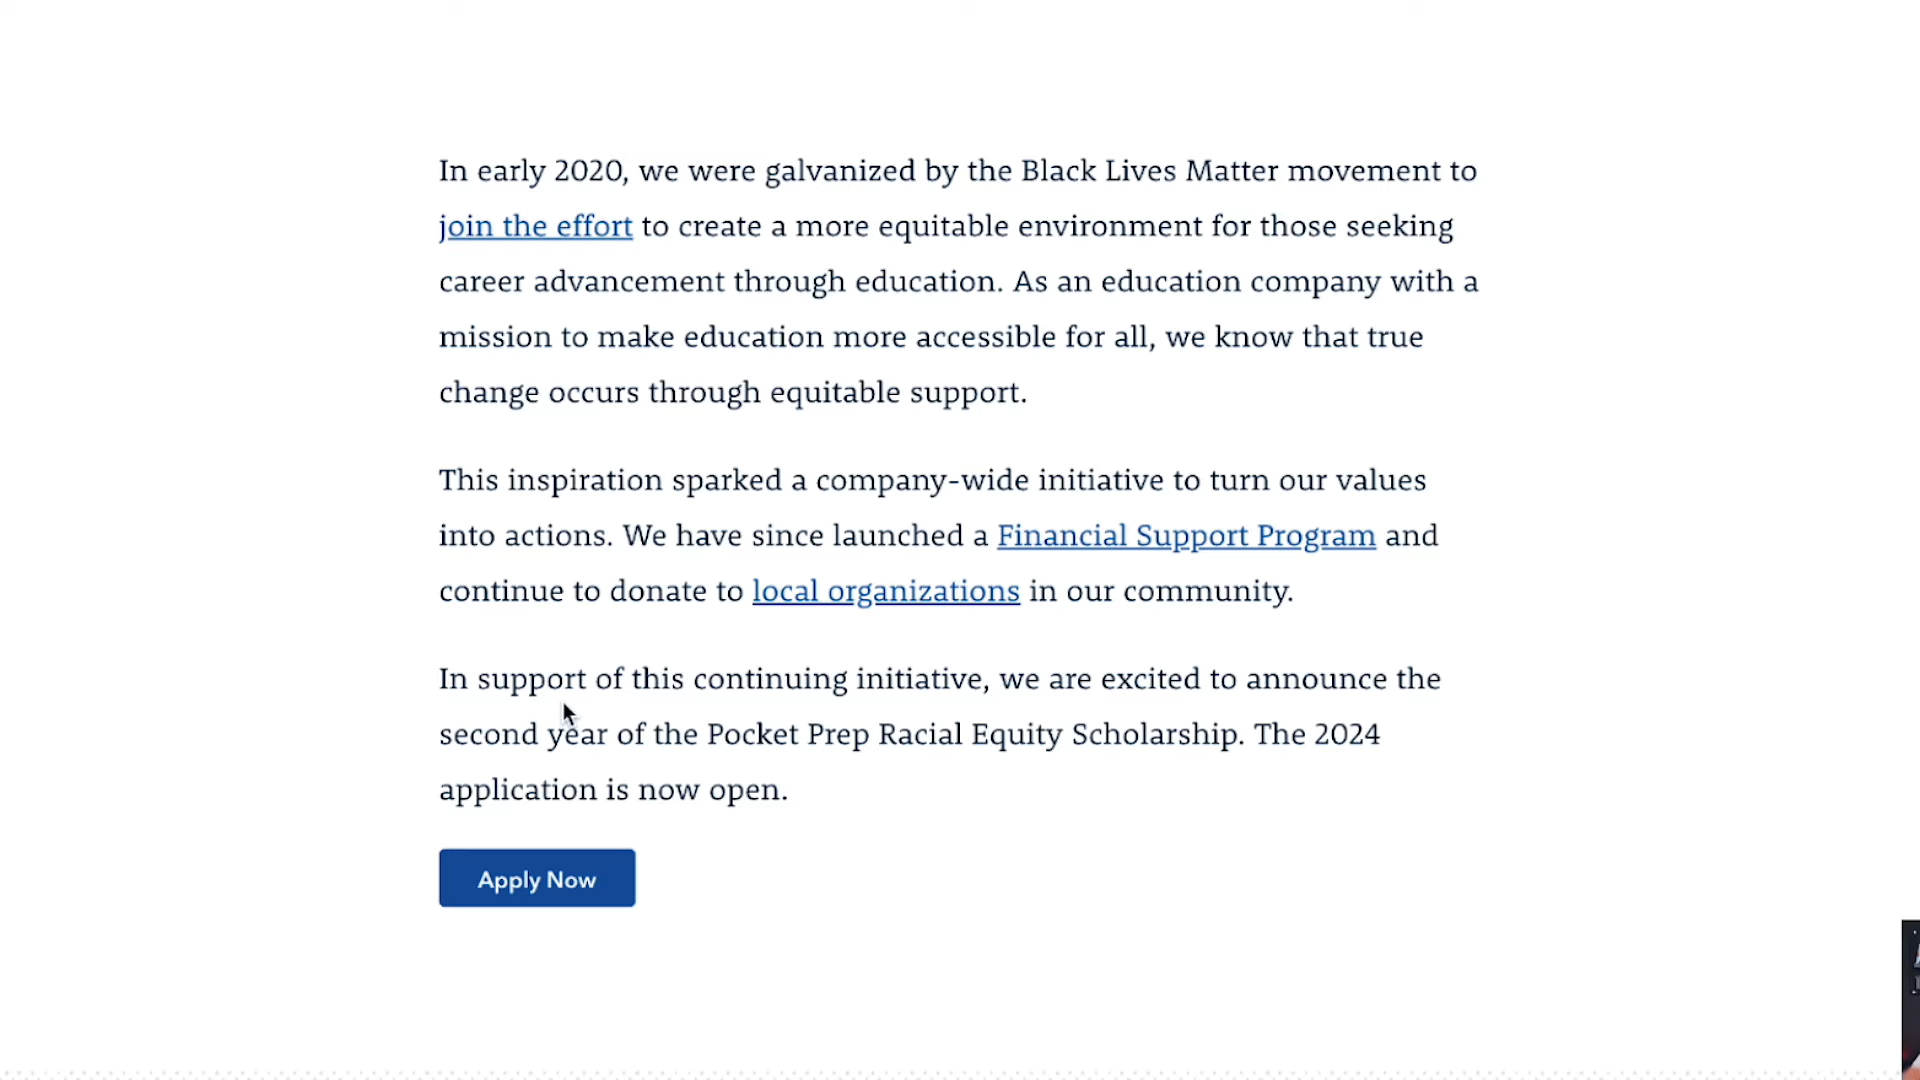 In early 2020, we were galvanized by the Black Lives Matter movement to
join the effort to create a more equitable environment for those seeking
career advancement through education. As an education company with a
mission to make education more accessible for all, we know that true
change occurs through equitable support.
This inspiration sparked a company-wide initiative to turn our values
into actions. We have since launched a Financial Support Program and
continue to donate to local organizations in our community.
In support of this continuing initiative, we are excited to announce the
second year of the Pocket Prep Racial Equity Scholarship. The 2024
application is now open.
Apply Now